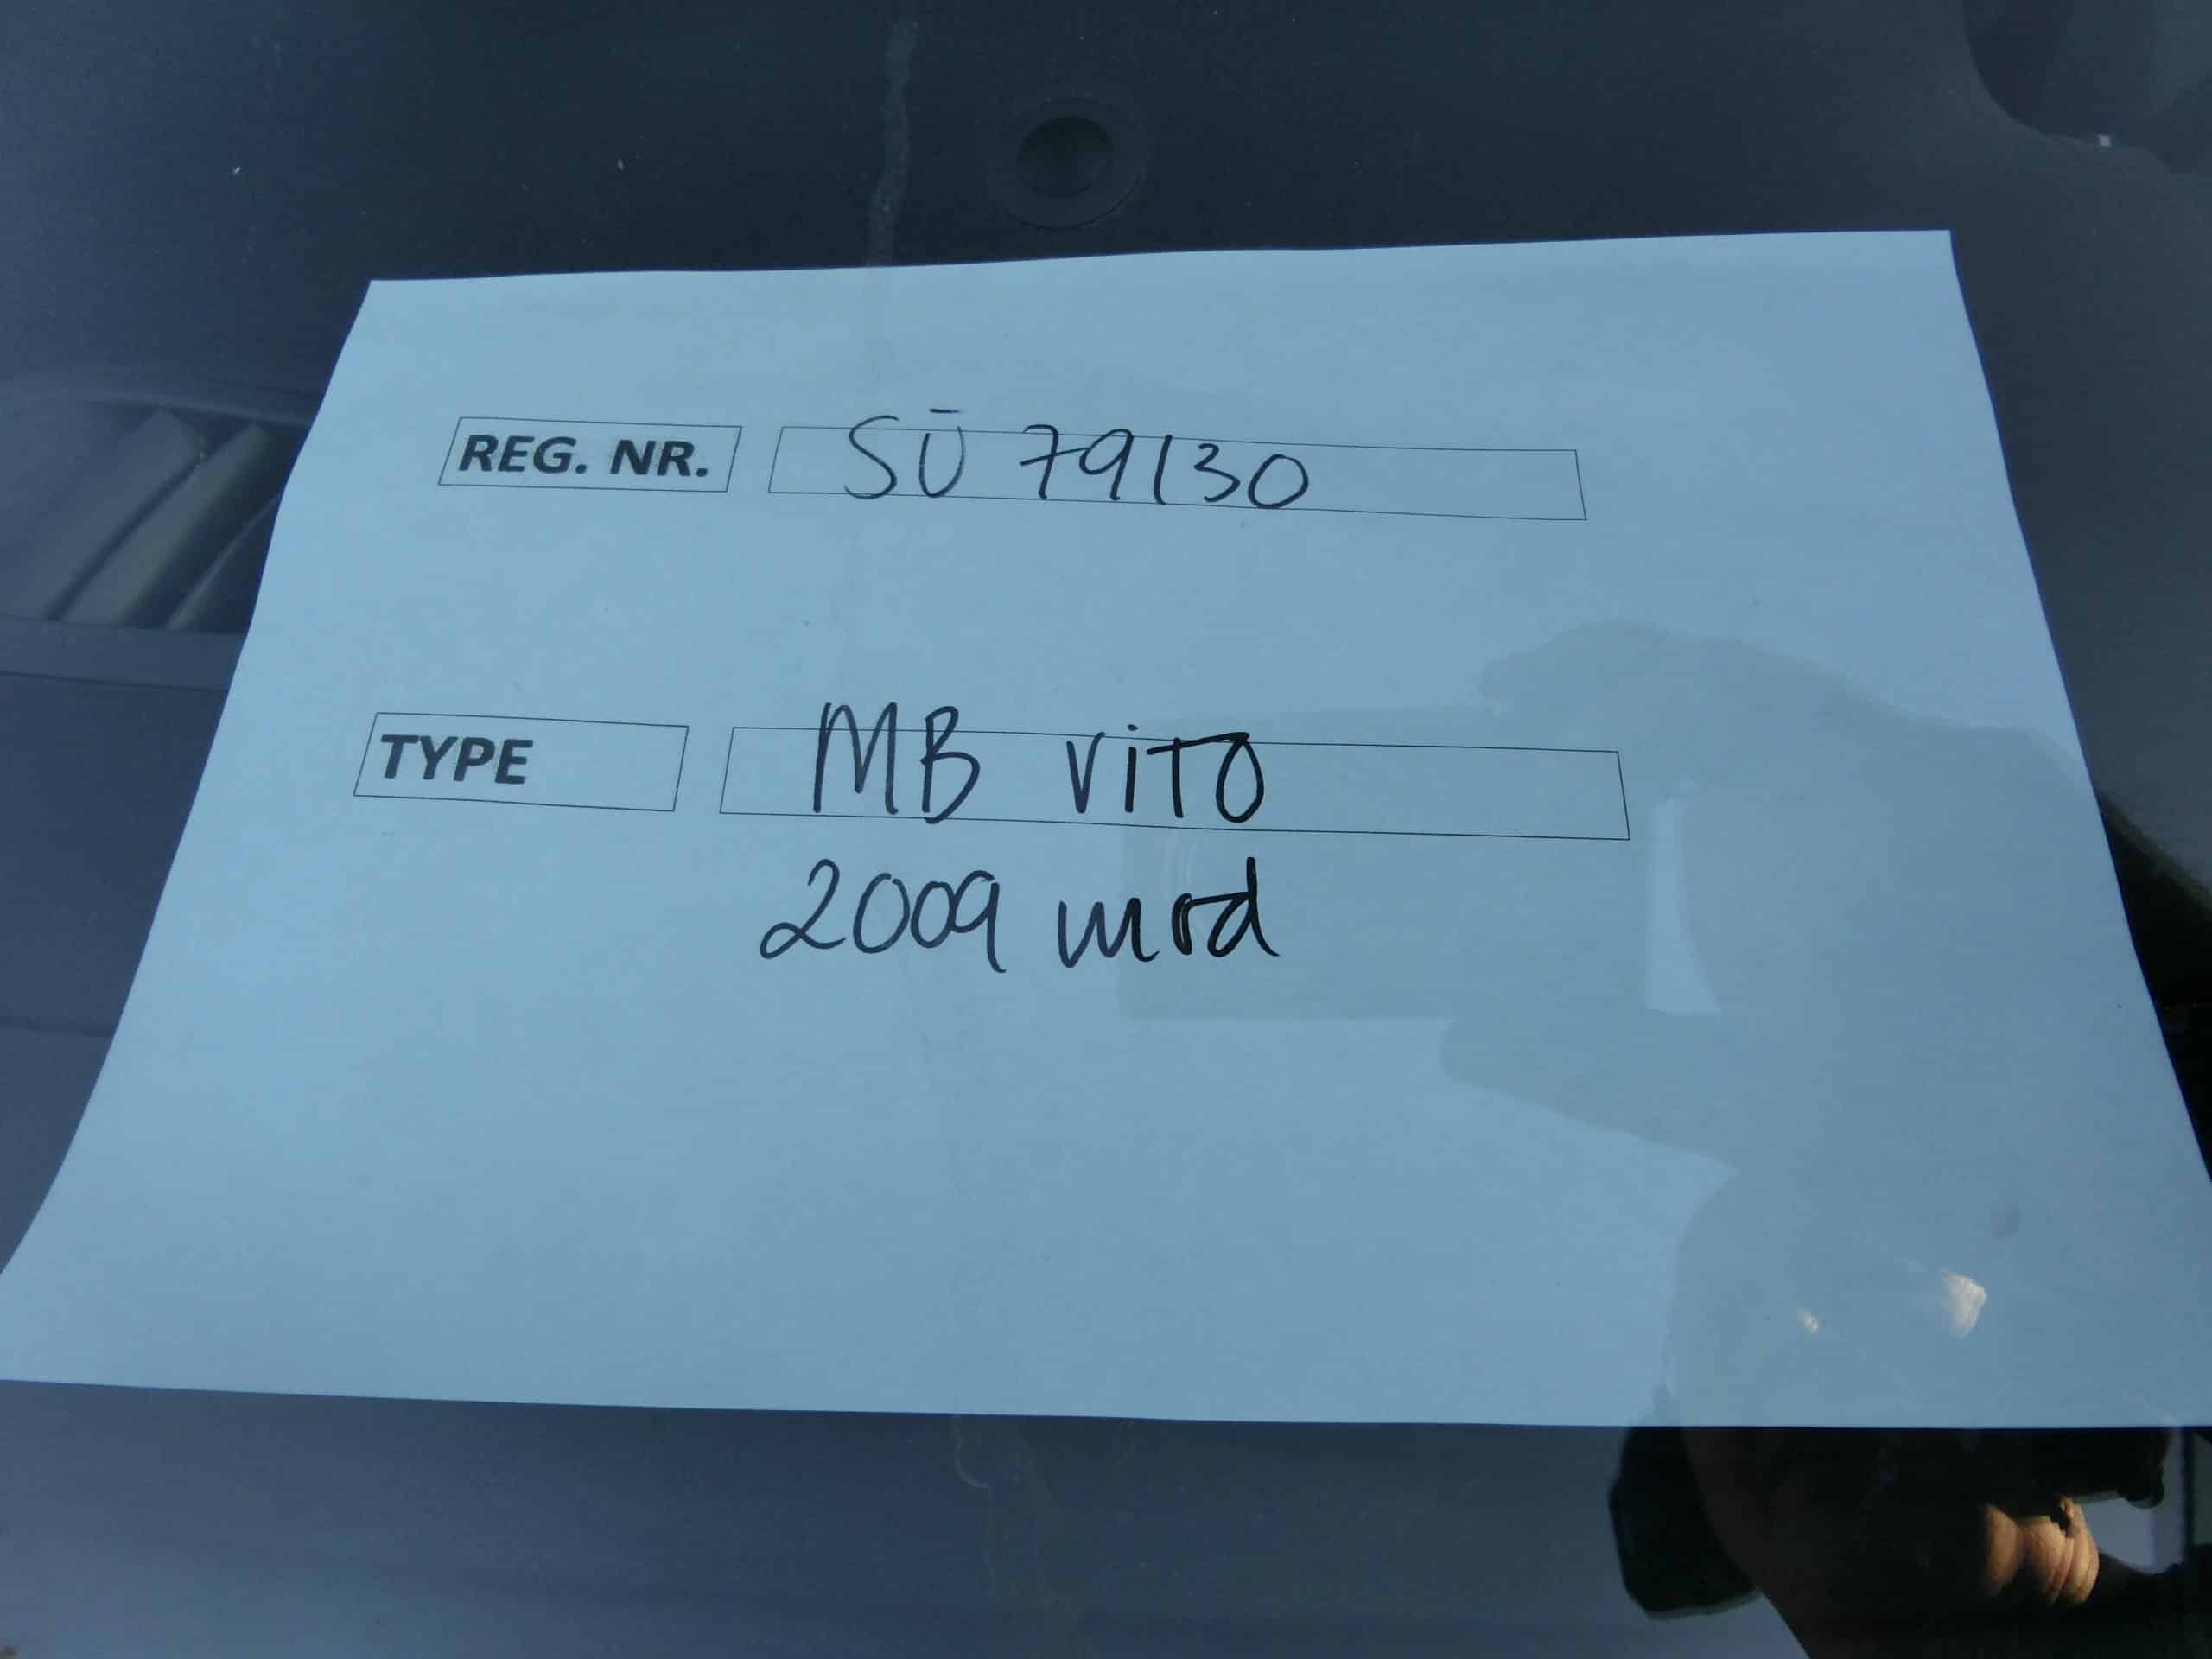 REG. NR. SŪ 79130
TYPE MB ViTO
2009 mod